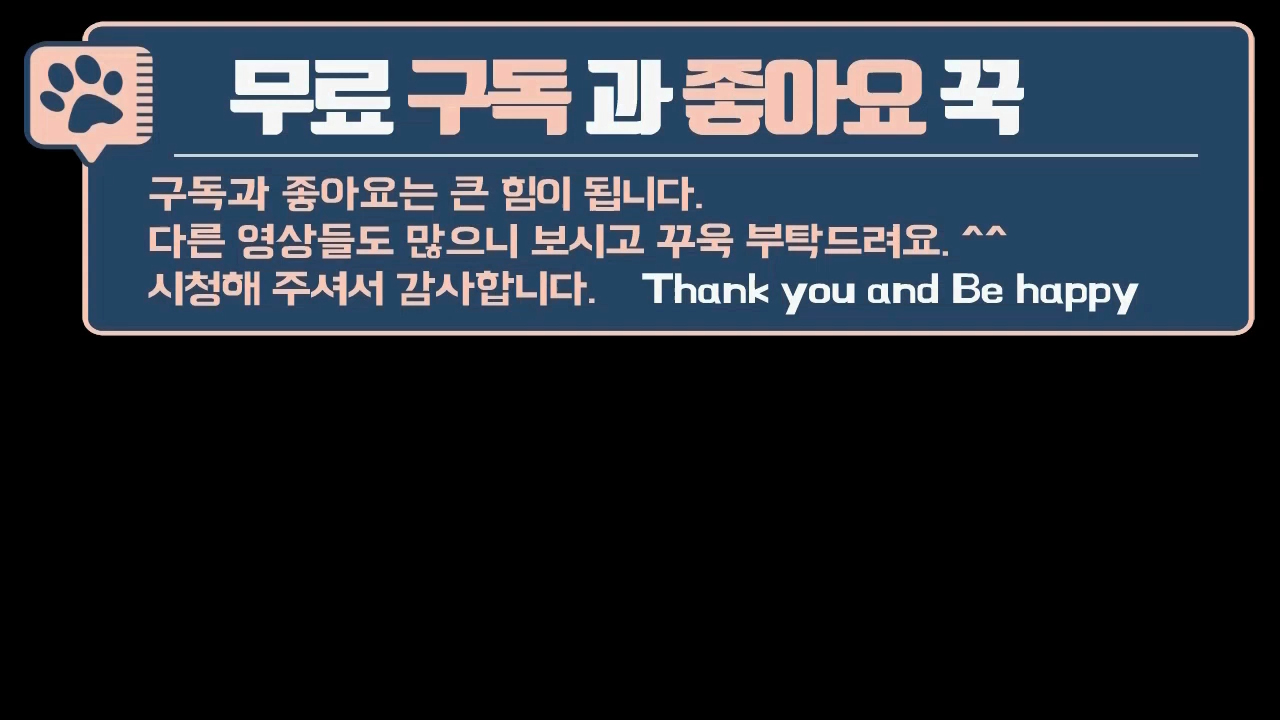 무료 구독과 좋아요 꾹
구독과 좋아요는 큰 힘이 됩니다.
다른 영상들도 많으니 보시고 꾸욱 부탁드려요. ^^
시청해 주셔서 감사합니다. Thank you and Be happy